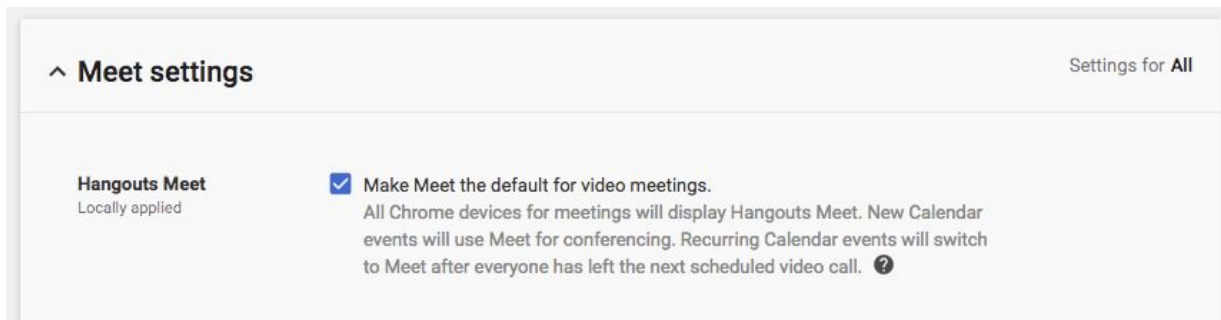 Meet settings
Settings for All
Hangouts Meet
Locally applied
Make Meet the default for video meetings.
All Chrome devices for meetings will display Hangouts Meet. New Calendar
events will use Meet for conferencing. Recurring Calendar events will switch
to Meet after everyone has left the next scheduled video call. ?